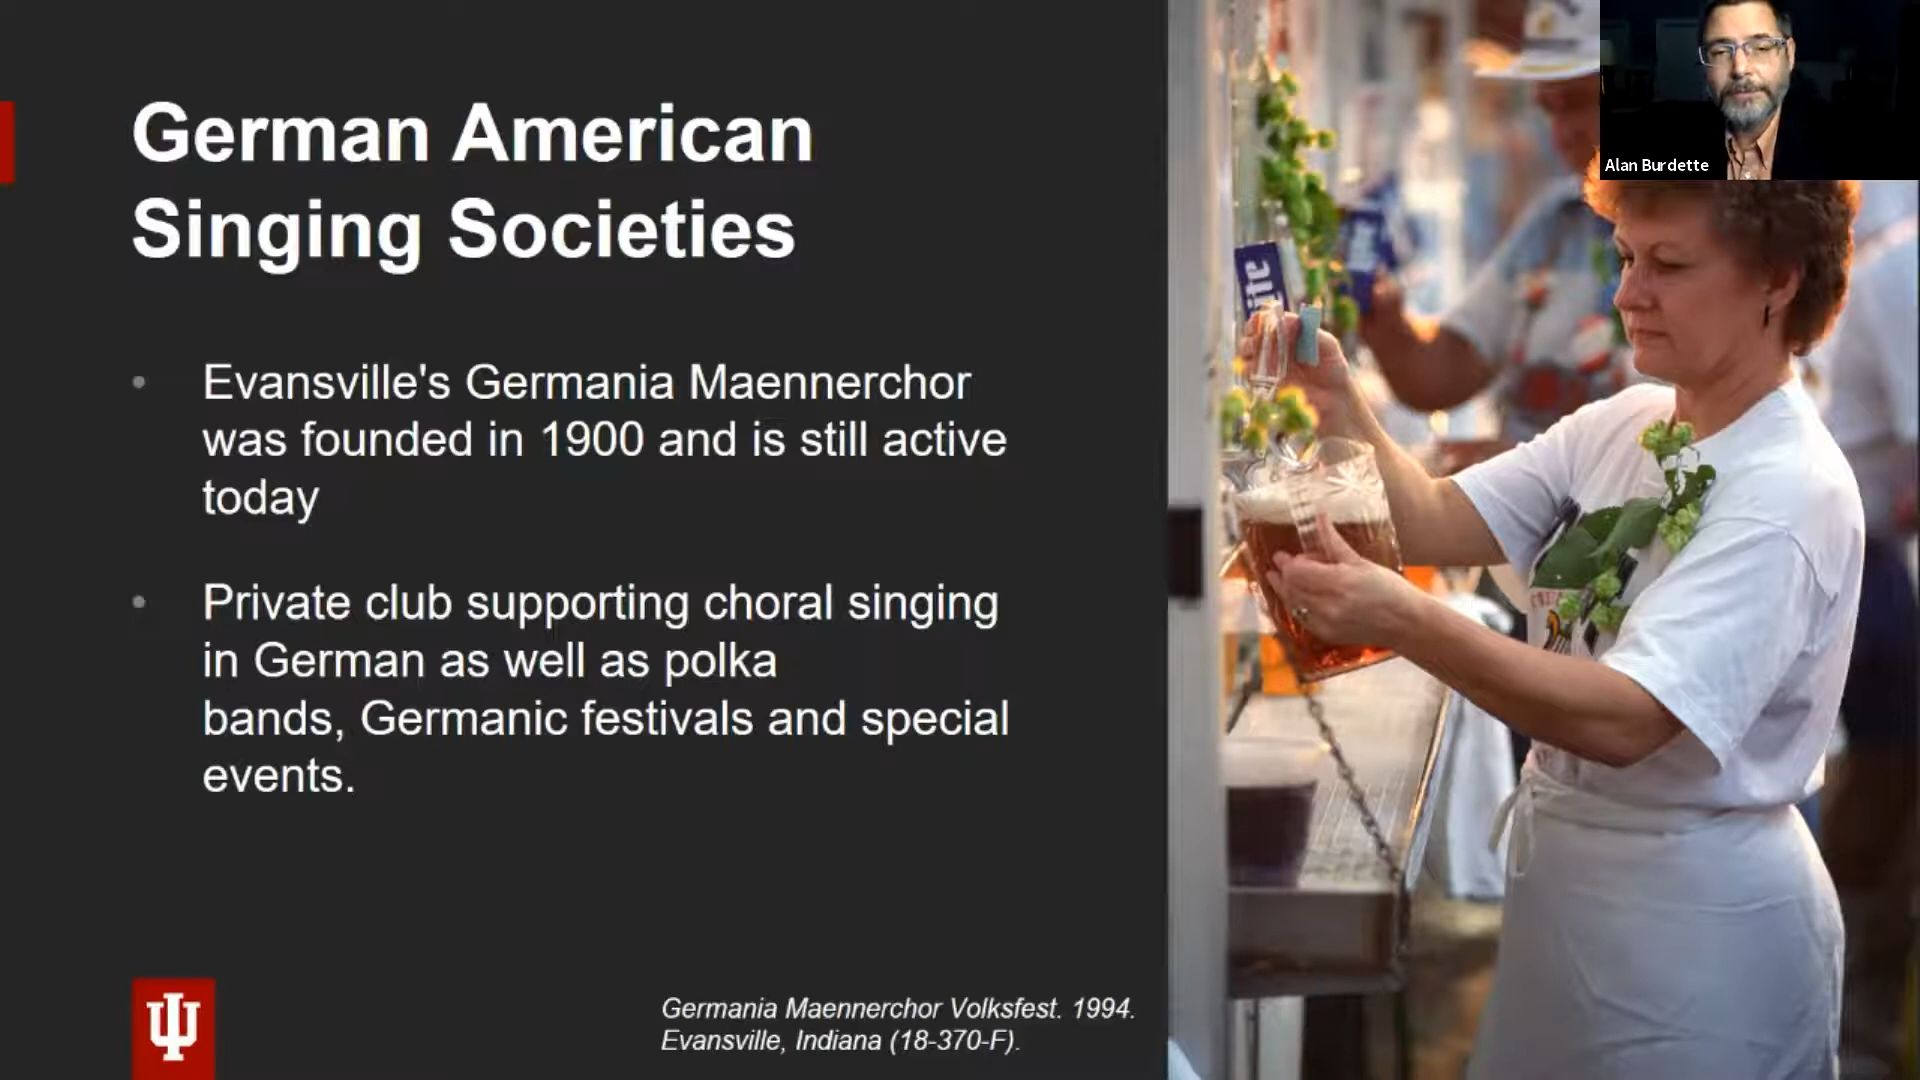 German American
Singing Societies
Evansville's Germania Maennerchor
was founded in 1900 and is still active
today
Private club supporting choral singing
in German as well as polka
bands, Germanic festivals and special
events.
Germania Maennerchor Volksfest. 1994.
Evansville, Indiana (18-370-F).
Alan Burdette